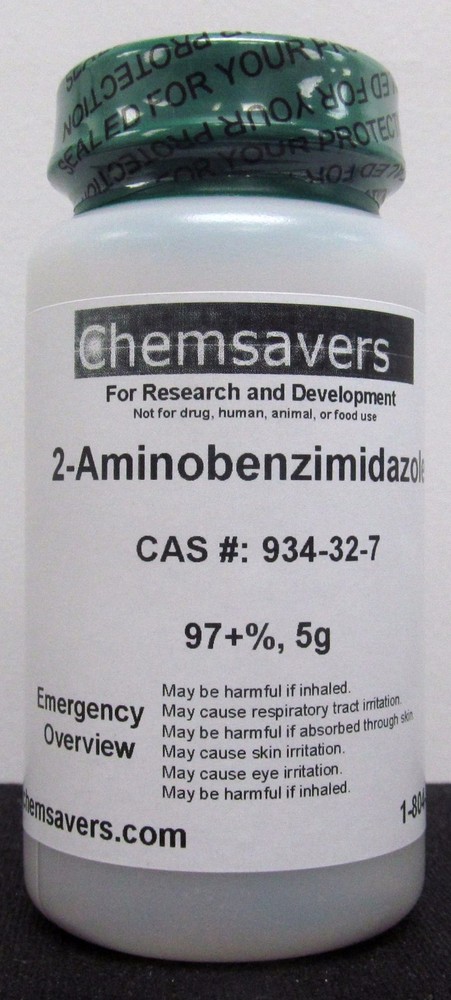 SEALED FOR YOUR PROTECTION
Chemsavers
For Research and Development
Not for drug, human, animal, or food use
2-Aminobenzimidazole
CAS #: 934-32-7
97+%, 5g
Emergency Overview
May be harmful if inhaled.
May cause respiratory tract irritation.
May be harmful if absorbed through skin
May cause skin irritation.
May cause eye irritation.
May be harmful if inhaled.
chemsavers.com
1-804